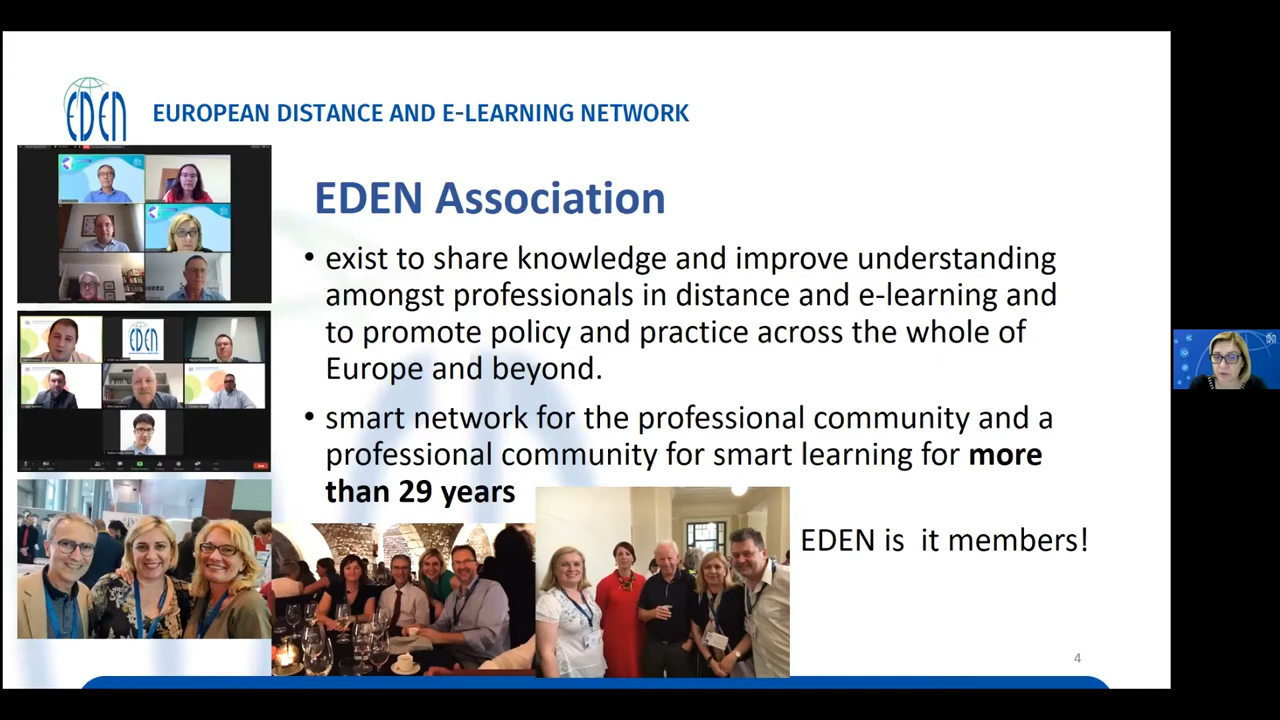 EDEN
EUROPEAN DISTANCE AND E-LEARNING NETWORK
EDEN Association
• exist to share knowledge and improve understanding
amongst professionals in distance and e-learning and
to promote policy and practice across the whole of
Europe and beyond.
• smart network for the professional community and a
professional community for smart learning for more
than 29 years
EDEN
EDEN is  it members!
4